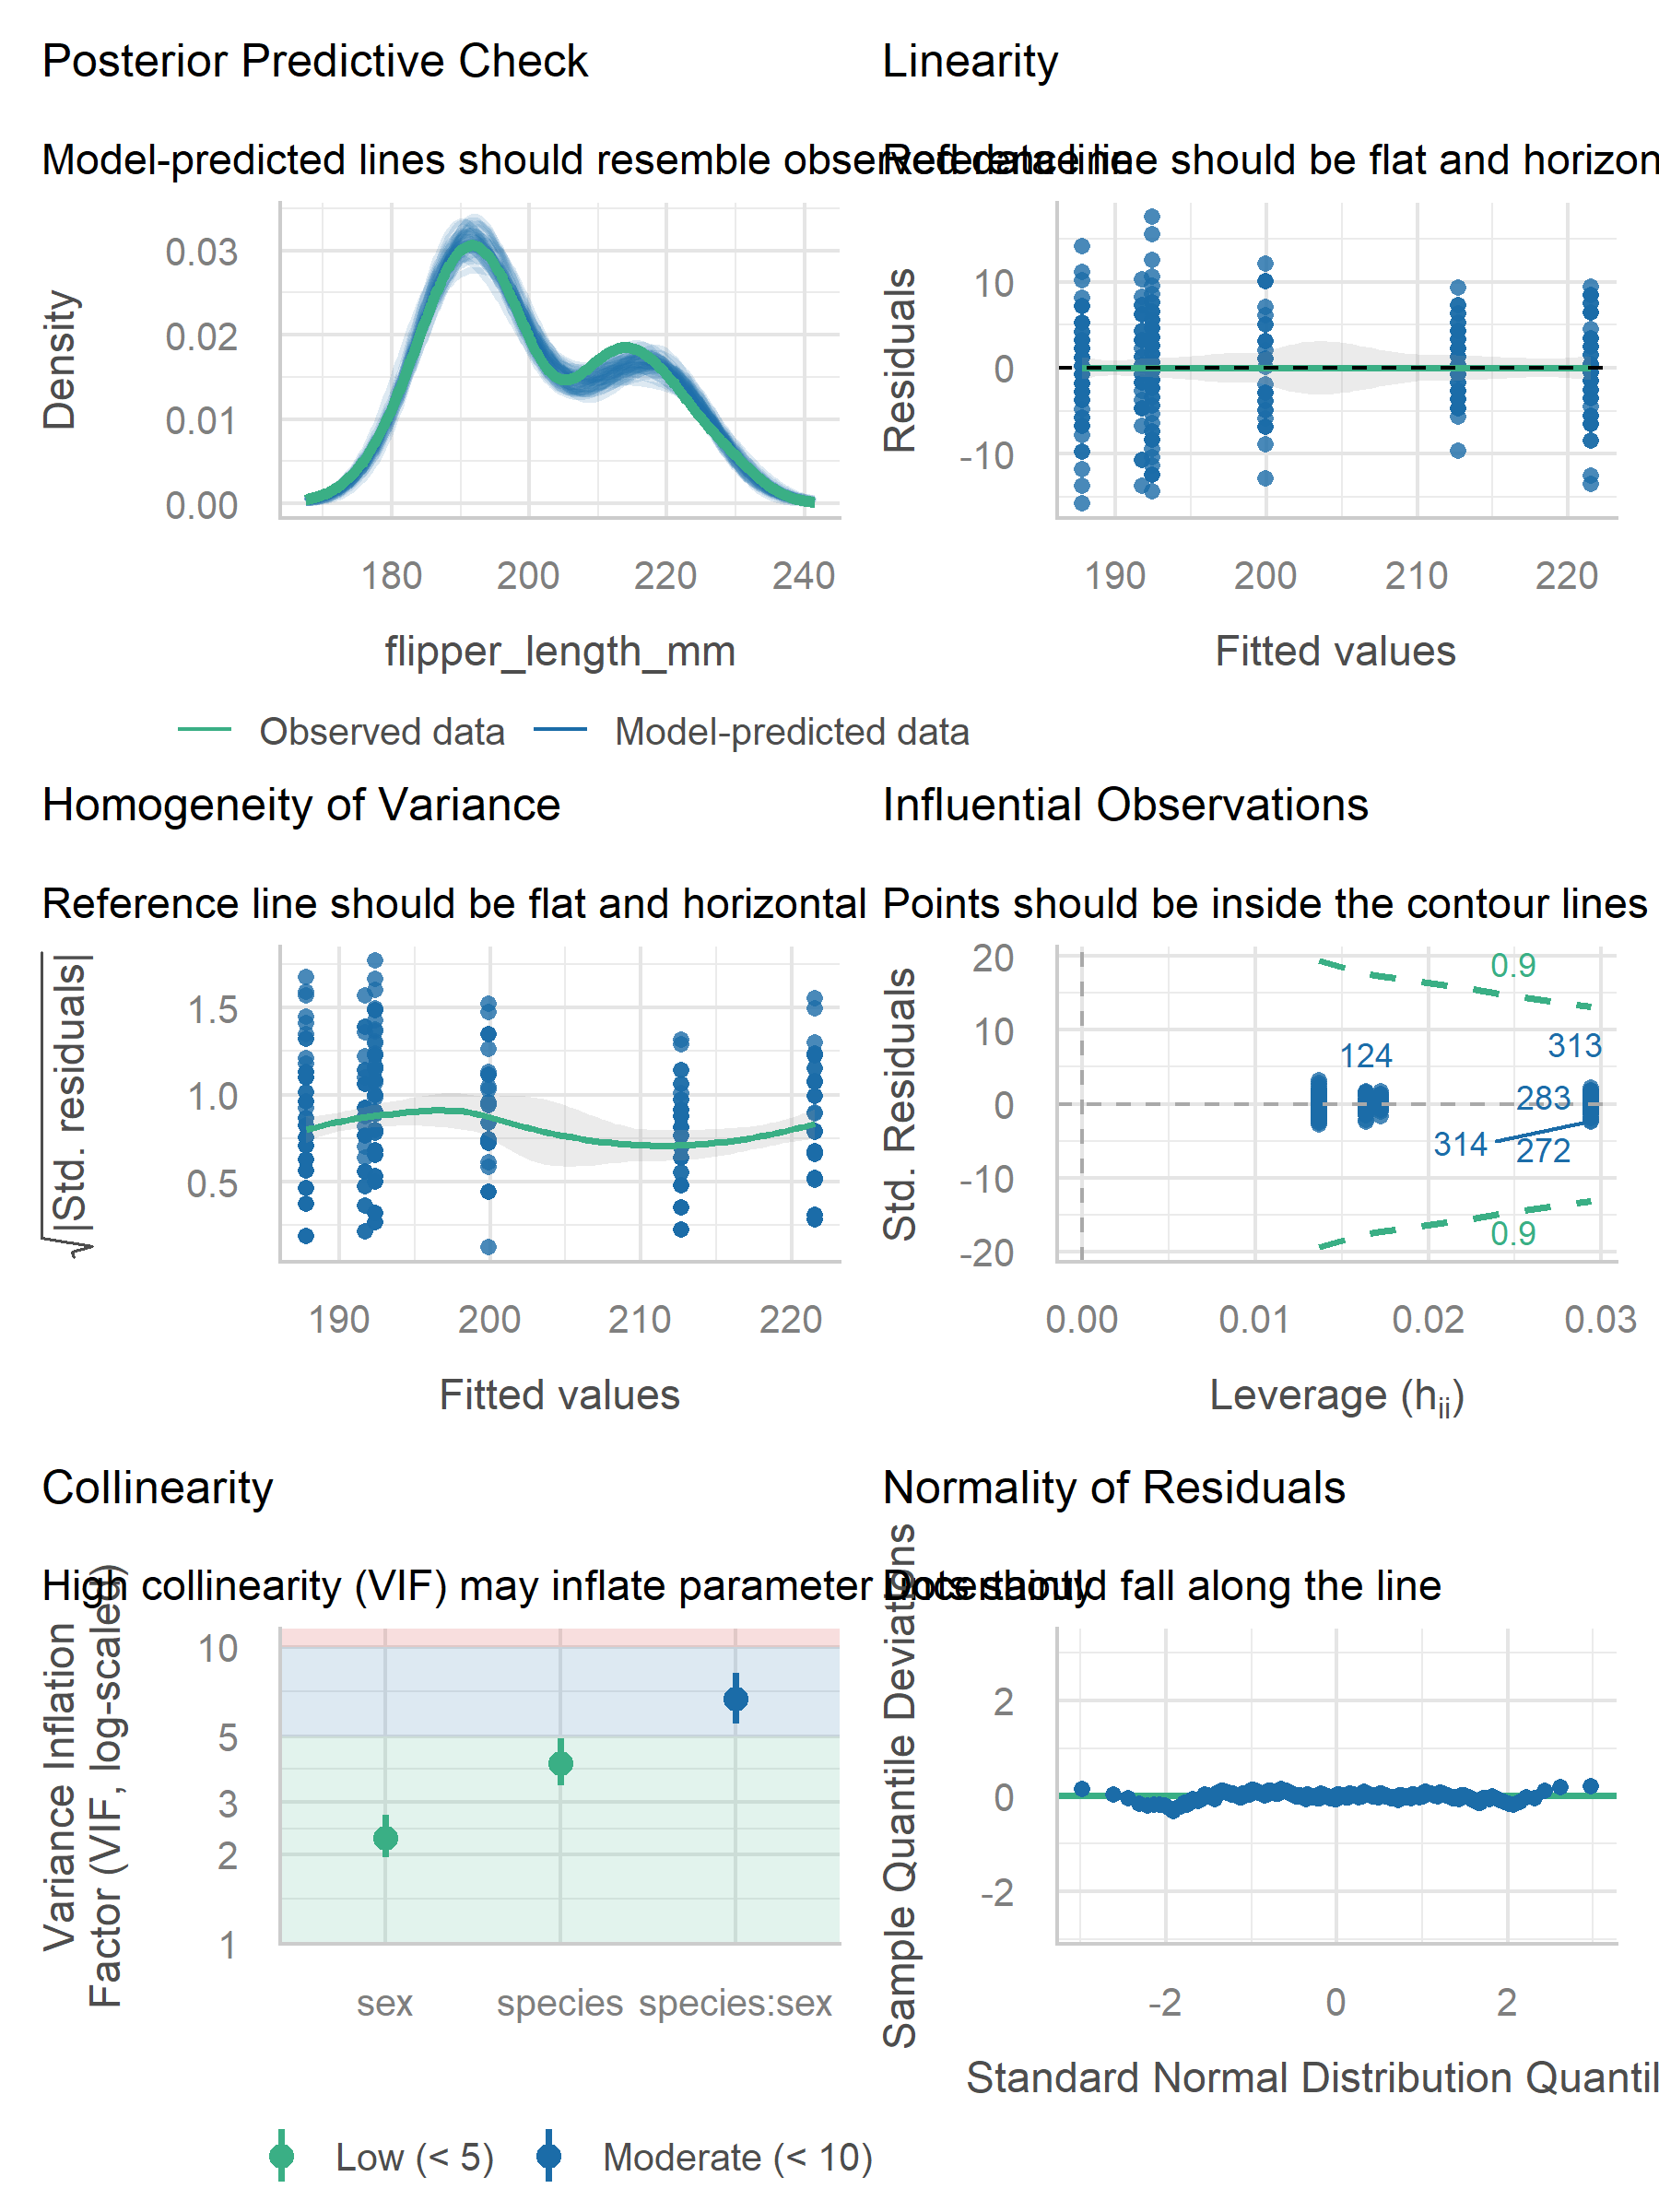 Posterior Predictive Check
Model-predicted lines should resemble observed data line
Density
0.03
0.02
0.01
0.00
180 200 220 240
flipper_length_mm
Observed data Model-predicted data
Linearity
Reference line should be flat and horizon
Residuals
10
0
-10
190 200 210 220
Fitted values
Homogeneity of Variance
Reference line should be flat and horizontal
√|Std. residuals|
1.5
1.0
0.5
190 200 210 220
Fitted values
Influential Observations
Points should be inside the contour lines
Std. Residuals
20
10
0
-10
-20
0.9
313
124
283
314
272
0.9
0.00 0.01 0.02 0.03
Leverage (hii)
Collinearity
High collinearity (VIF) may inflate parameter uncertainty
Variance Inflation
Factor (VIF, log-scaled)
10
5
3
2
1
sex species species:sex
Low (< 5) Moderate (< 10)
Normality of Residuals
Dots should fall along the line
Sample Quantile Deviations
2
0
-2
-2 0 2
Standard Normal Distribution Quantil